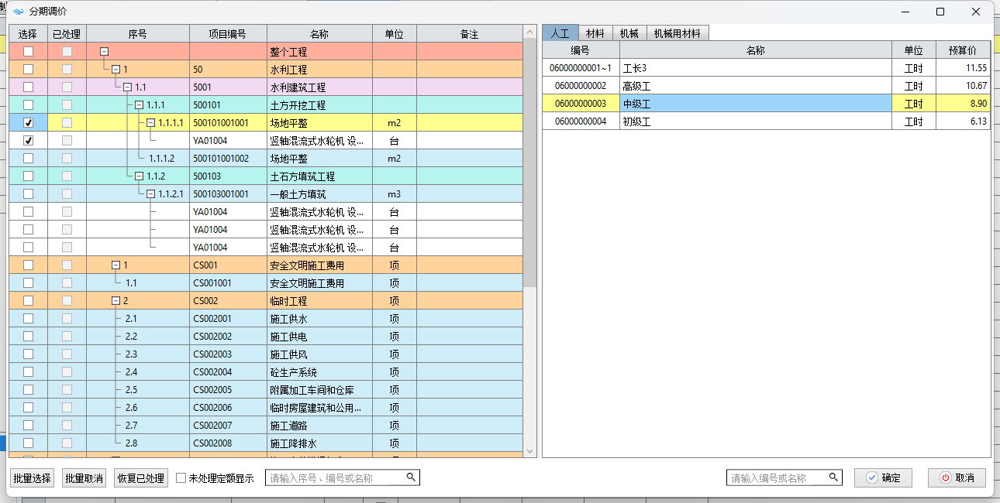 制
分期调价
选择 已处理 序号 项目编号 名称 单位 备注
整个工程
1 50 水利工程
1.1 5001 水利建筑工程
1.1.1 500101 土方开挖工程
1.1.1.1 500101001001 场地平整 m2
YA01004 竖轴混流式水轮机 设... 台
1.1.1.2 500101001002 场地平整 m2
1.1.2 500103 土石方填筑工程
1.1.2.1 500103001001 一般土方填筑 m3
YA01004 竖轴混流式水轮机 设... 台
YA01004 竖轴混流式水轮机 设... 台
YA01004 竖轴混流式水轮机 设... 台
1 CS001 安全文明施工费用 项
1.1 CS001001 安全文明施工费用 项
2 CS002 临时工程 项
2.1 CS002001 施工供水 项
2.2 CS002002 施工供电 项
2.3 CS002003 施工供风 项
2.4 CS002004 砼生产系统 项
2.5 CS002005 附属加工车间和仓库 项
2.6 CS002006 临时房屋建筑和公用... 项
2.7 CS002007 施工道路 项
2.8 CS002008 施工降排水 项
人工 材料 机械 机械用材料
编号 名称 单位 预算价
06000000001~1 工长3 工时 11.55
06000000002 高级工 工时 10.67
06000000003 中级工 工时 8.90
06000000004 初级工 工时 6.13
批量选择 批量取消 恢复已处理 未处理定额显示 请输入序号、编号或名称 请输入编号或名称 确定 取消